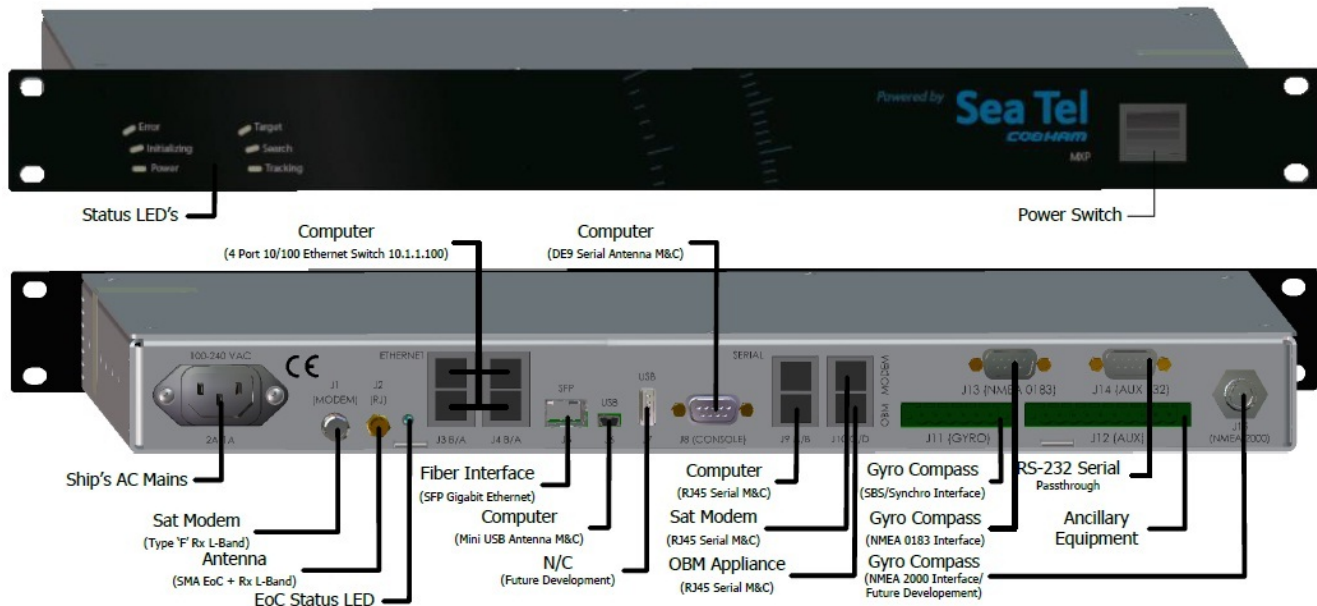 Powered by
Sea Tel
COBHAM
MXP
Error
Initializing
Power
Target
Search
Tracking
Status LED's
Power Switch
Computer
(4 Port 10/100 Ethernet Switch 10.1.1.100)
Computer
(DE9 Serial Antenna M&C)
100-240 VAC
CE
J1
(MODEM)
J2
(RJ)
ETHERNET
J3 B/A
J4 B/A
SFP
USB
USB
SERIAL
J8 (CONSOLE)
MODEM
OBM
J13 (NMEA 0183)
J11 (GYRO)
J12 (AUX)
(NMEA 2000)
Ship's AC Mains
Sat Modem
(Type 'F' Rx L-Band)
Antenna
(SMA EoC + Rx L-Band)
EoC Status LED
Fiber Interface
(SFP Gigabit Ethernet)
Computer
(Mini USB Antenna M&C)
N/C
(Future Development)
Computer
(RJ45 Serial M&C)
Sat Modem
(RJ45 Serial M&C)
OBM Appliance
(RJ45 Serial M&C)
Gyro Compass
(SBS/Synchro Interface)
Gyro Compass
(NMEA 0183 Interface)
Gyro Compass
(NMEA 2000 Interface/
Future Developement)
RS-232 Serial
Passthrough
Ancillary
Equipment